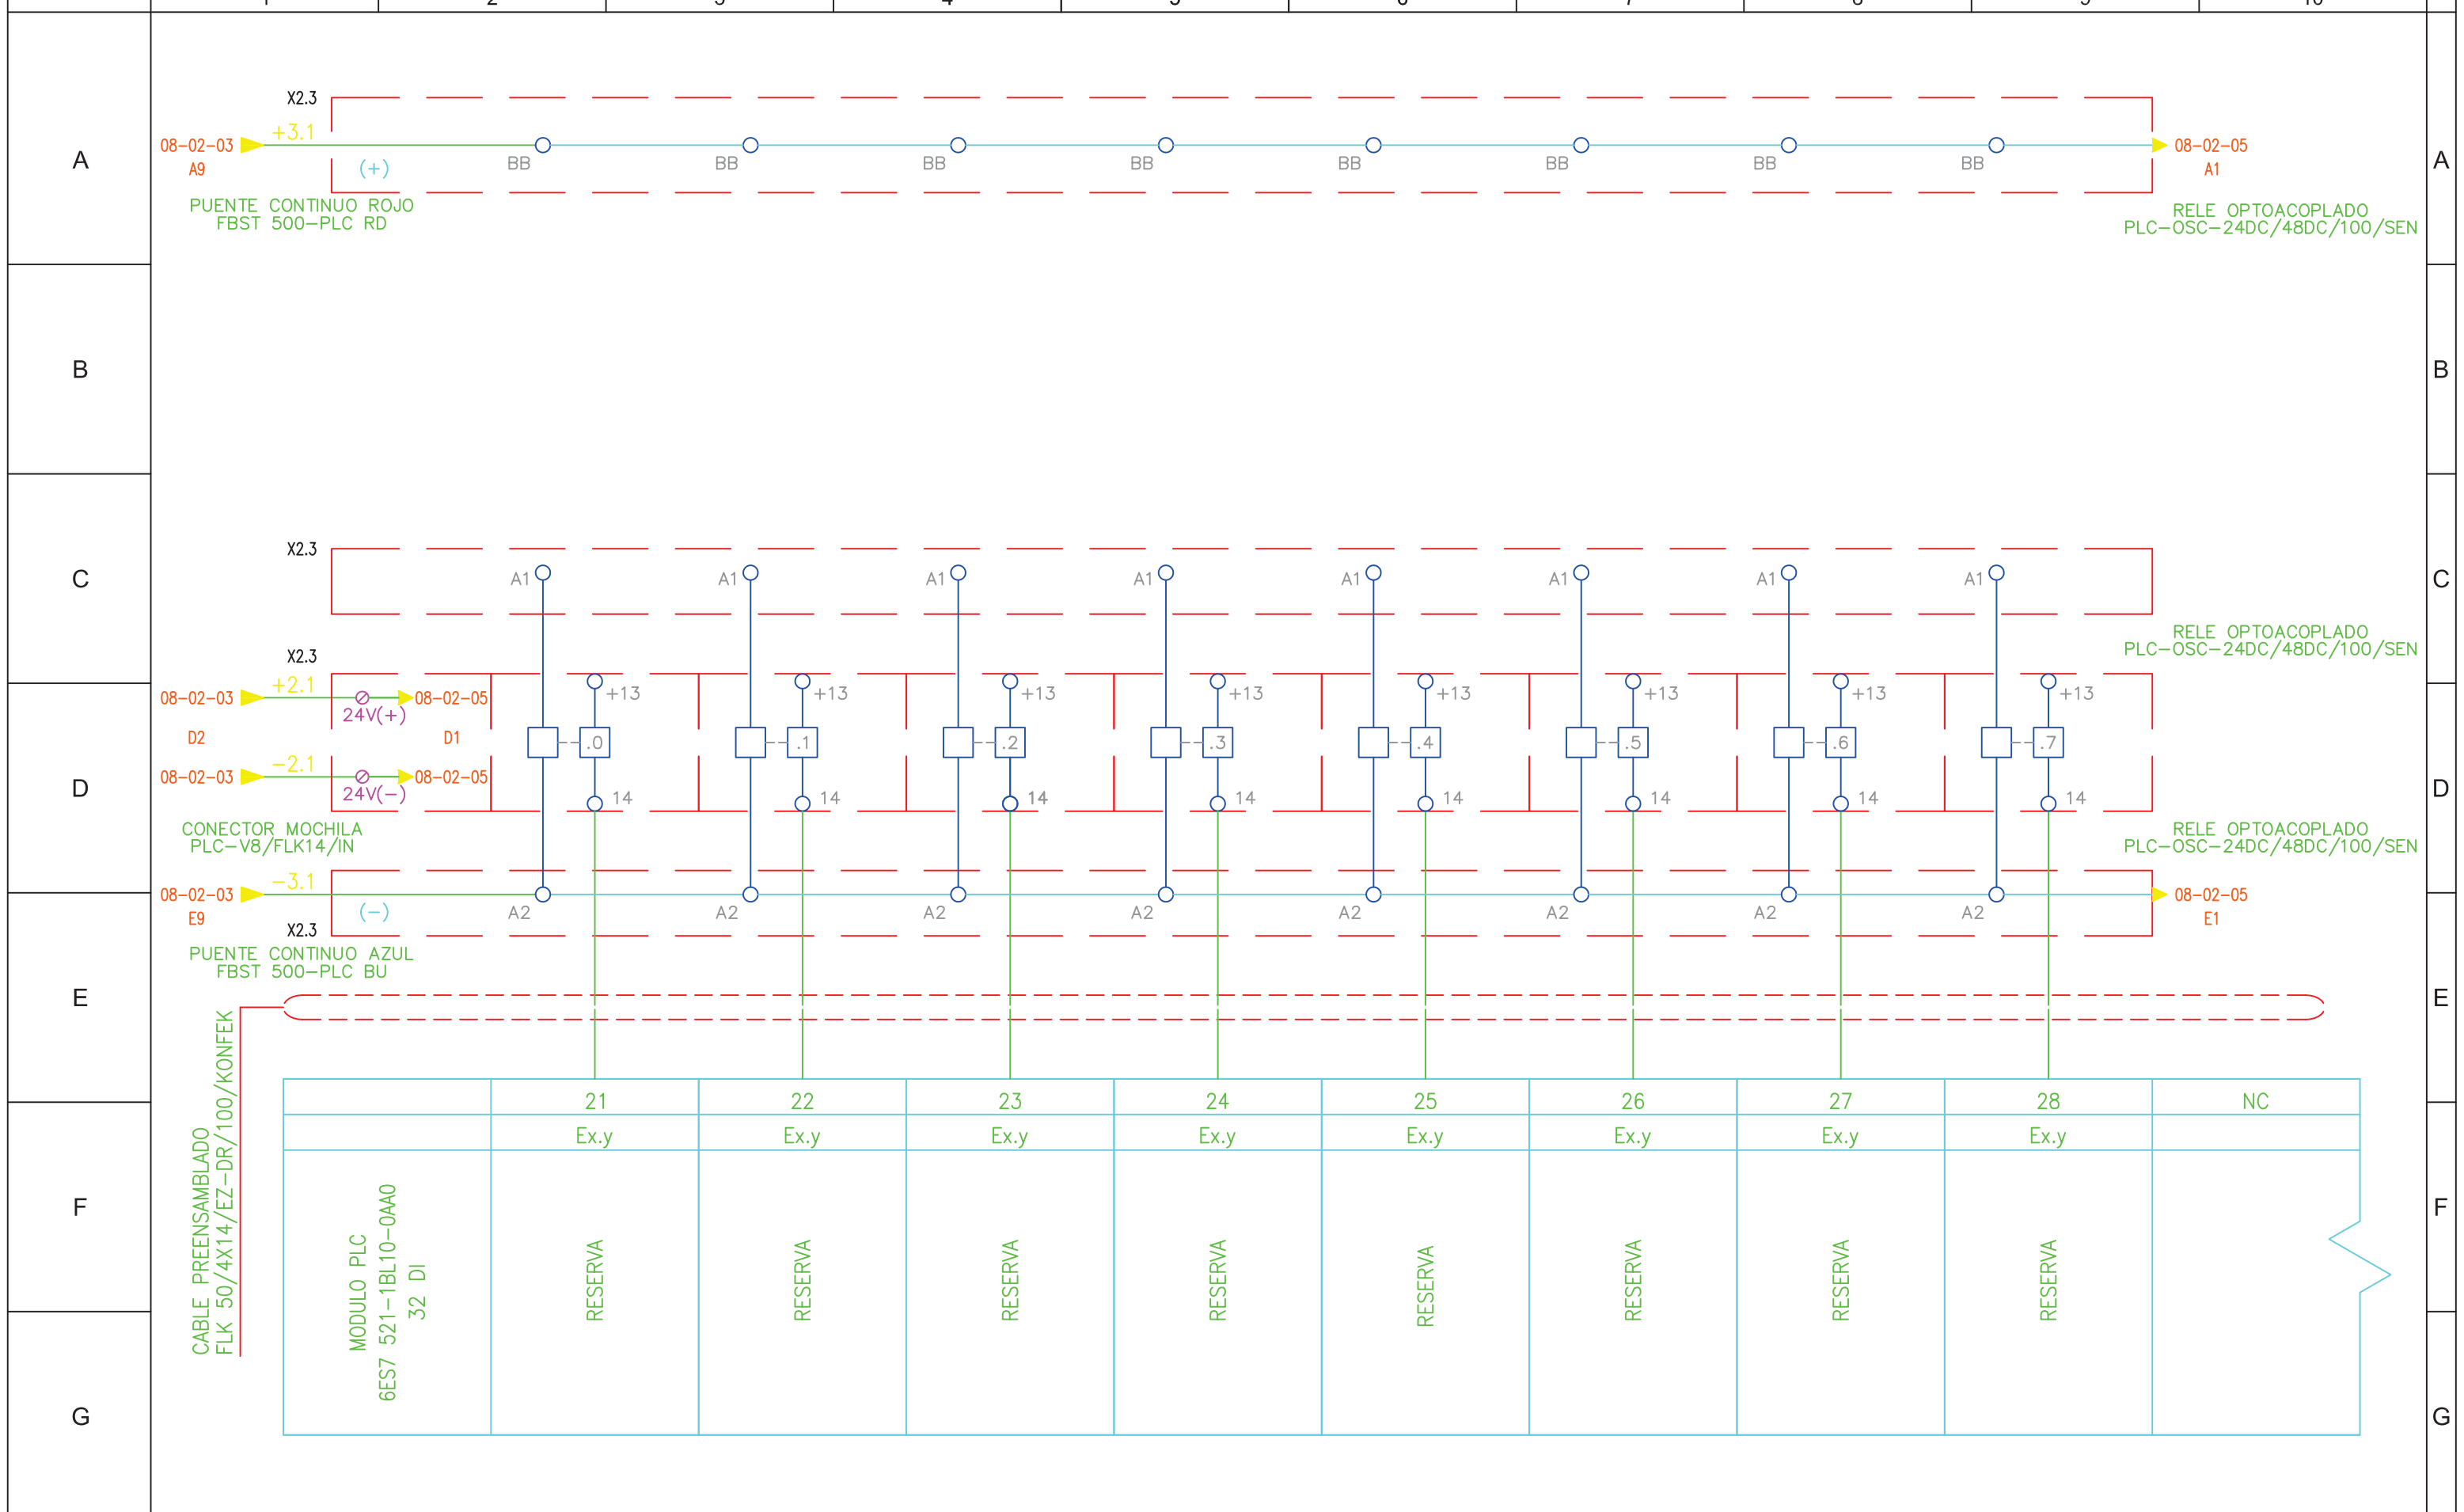 A
A
B
B
C
C
D
D
E
E
F
F
G
G
X2.3
+3.1
08-02-03
A9
(+)
BB BB BB BB BB BB BB BB
08-02-05
A1
PUENTE CONTINUO ROJO
FBST 500-PLC RD
RELE OPTOACOPLADO
PLC-OSC-24DC/48DC/100/SEN
X2.3
A1 A1 A1 A1 A1 A1 A1 A1
RELE OPTOACOPLADO
PLC-OSC-24DC/48DC/100/SEN
X2.3
+2.1
08-02-03
08-02-05
24V(+)
+13 +13 +13 +13 +13 +13 +13 +13
D2
D1
.0 .1 .2 .3 .4 .5 .6 .7
-2.1
08-02-03
08-02-05
24V(-)
14 14 14 14 14 14 14 14
CONECTOR MOCHILA
PLC-V8/FLK14/IN
RELE OPTOACOPLADO
PLC-OSC-24DC/48DC/100/SEN
-3.1
08-02-03
E9
(-)
A2 A2 A2 A2 A2 A2 A2 A2
08-02-05
E1
X2.3
PUENTE CONTINUO AZUL
FBST 500-PLC BU
CABLE PREENSAMBLADO
FLK 50/4X14/EZ-DR/100/KONFEK
21 22 23 24 25 26 27 28 NC
Ex.y Ex.y Ex.y Ex.y Ex.y Ex.y Ex.y Ex.y
MODULO PLC
6ES7 521-1BL10-0AA0
32 DI
RESERVA RESERVA RESERVA RESERVA RESERVA RESERVA RESERVA RESERVA